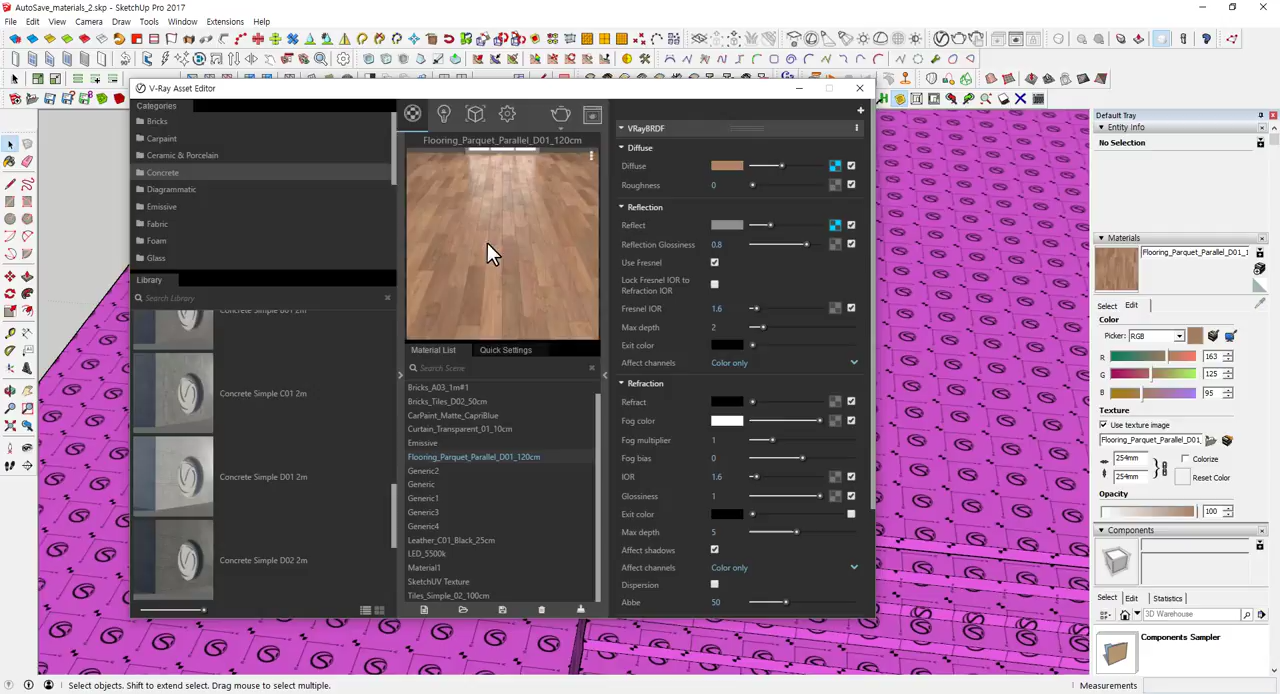 AutoSave_materials_2.skp - SketchUp Pro 2017
File Edit View Camera Draw Tools Window Extensions Help
V-Ray Asset Editor
Categories
Bricks
Carpaint
Ceramic & Porcelain
Concrete
Diagrammatic
Emissive
Fabric
Foam
Glass
Library
Search Library
Concrete Simple C01 2m
Concrete Simple D01 2m
Concrete Simple D02 2m
Flooring_Parquet_Parallel_D01_120cm
Material List Quick Settings
Search Scene
Bricks_A03_1m#1
Bricks_Tiles_D02_50cm
CarPaint_Matte_CapriBlue
Curtain_Transparent_01_10cm
Emissive
Flooring_Parquet_Parallel_D01_120cm
Generic2
Generic
Generic1
Generic3
Generic4
Leather_C01_Black_25cm
LED_5500k
Material1
SketchUV Texture
Tiles_Simple_02_100cm
VRayBRDF
Diffuse
Diffuse
Roughness 0
Reflection
Reflect
Reflection Glossiness 0.8
Use Fresnel
Lock Fresnel IOR to
Refraction IOR
Fresnel IOR 1.6
Max depth 2
Exit color
Affect channels Color only
Refraction
Refract
Fog color
Fog multiplier 1
Fog bias 0
IOR 1.6
Glossiness 1
Exit color
Max depth 5
Affect shadows
Affect channels Color only
Dispersion
Abbe 50
Default Tray
Entity Info
No Selection
Materials
Flooring_Parquet_Parallel_D01_1
Select Edit
Color
Picker: RGB
R 163
G 125
B 95
Texture
Use texture image
Flooring_Parquet_Parallel_D01_
254mm Colorize
254mm Reset Color
Opacity
100
Components
Select Edit Statistics
3D Warehouse
Components Sampler
Select objects. Shift to extend select. Drag mouse to select multiple.
Measurements